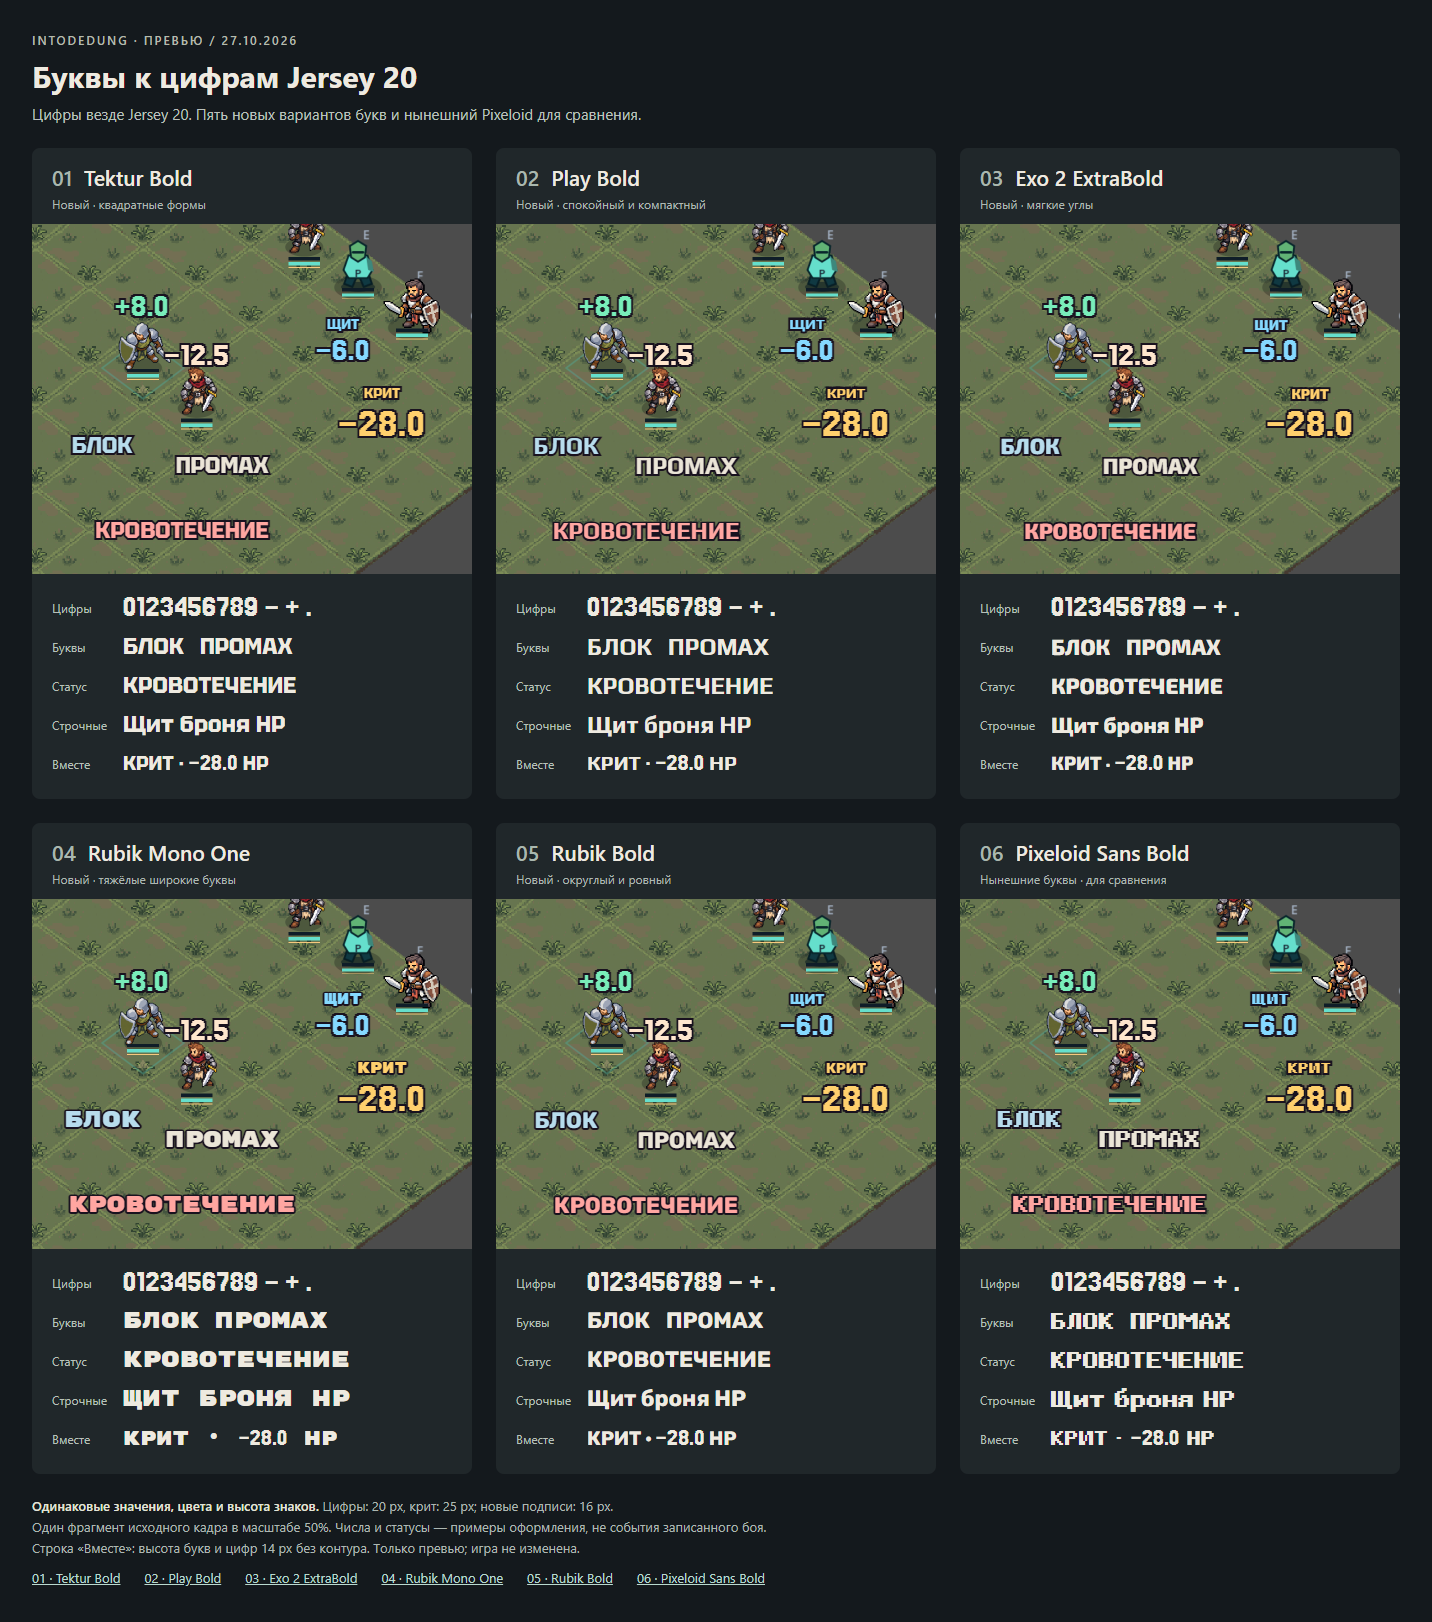 INTODEDUNG · ПРЕВЬЮ / 27.10.2026
Буквы к цифрам Jersey 20
Цифры везде Jersey 20. Пять новых вариантов букв и нынешний Pixeloid для сравнения.
01 Tektur Bold
Новый · квадратные формы
E
P
F
+8.0
ЩИТ
−12.5
−6.0
КРИТ
−28.0
БЛОК
ПРОМАХ
КРОВОТЕЧЕНИЕ
Цифры 0123456789 − + .
Буквы БЛОК ПРОМАХ
Статус КРОВОТЕЧЕНИЕ
Строчные Щит броня HP
Вместе КРИТ · −28.0 HP
02 Play Bold
Новый · спокойный и компактный
E
P
F
+8.0
ЩИТ
−12.5
−6.0
КРИТ
−28.0
БЛОК
ПРОМАХ
КРОВОТЕЧЕНИЕ
Цифры 0123456789 − + .
Буквы БЛОК ПРОМАХ
Статус КРОВОТЕЧЕНИЕ
Строчные Щит броня HP
Вместе КРИТ · −28.0 HP
03 Exo 2 ExtraBold
Новый · мягкие углы
E
P
F
+8.0
ЩИТ
−12.5
−6.0
КРИТ
−28.0
БЛОК
ПРОМАХ
КРОВОТЕЧЕНИЕ
Цифры 0123456789 − + .
Буквы БЛОК ПРОМАХ
Статус КРОВОТЕЧЕНИЕ
Строчные Щит броня HP
Вместе КРИТ · −28.0 HP
04 Rubik Mono One
Новый · тяжёлые широкие буквы
E
P
F
+8.0
ЩИТ
−12.5
−6.0
КРИТ
−28.0
БЛОК
ПРОМАХ
КРОВОТЕЧЕНИЕ
Цифры 0123456789 − + .
Буквы БЛОК ПРОМАХ
Статус КРОВОТЕЧЕНИЕ
Строчные ЩИТ БРОНЯ HP
Вместе КРИТ · −28.0 HP
05 Rubik Bold
Новый · округлый и ровный
E
P
F
+8.0
ЩИТ
−12.5
−6.0
КРИТ
−28.0
БЛОК
ПРОМАХ
КРОВОТЕЧЕНИЕ
Цифры 0123456789 − + .
Буквы БЛОК ПРОМАХ
Статус КРОВОТЕЧЕНИЕ
Строчные Щит броня HP
Вместе КРИТ · −28.0 HP
06 Pixeloid Sans Bold
Нынешние буквы · для сравнения
E
P
F
+8.0
ЩИТ
−12.5
−6.0
КРИТ
−28.0
БЛОК
ПРОМАХ
КРОВОТЕЧЕНИЕ
Цифры 0123456789 − + .
Буквы БЛОК ПРОМАХ
Статус КРОВОТЕЧЕНИЕ
Строчные Щит броня HP
Вместе КРИТ · −28.0 HP
Одинаковые значения, цвета и высота знаков. Цифры: 20 px, крит: 25 px; новые подписи: 16 px.
Один фрагмент исходного кадра в масштабе 50%. Числа и статусы — примеры оформления, не события записанного боя.
Строка «Вместе»: высота букв и цифр 14 px без контура. Только превью; игра не изменена.
01 · Tektur Bold 02 · Play Bold 03 · Exo 2 ExtraBold 04 · Rubik Mono One 05 · Rubik Bold 06 · Pixeloid Sans Bold